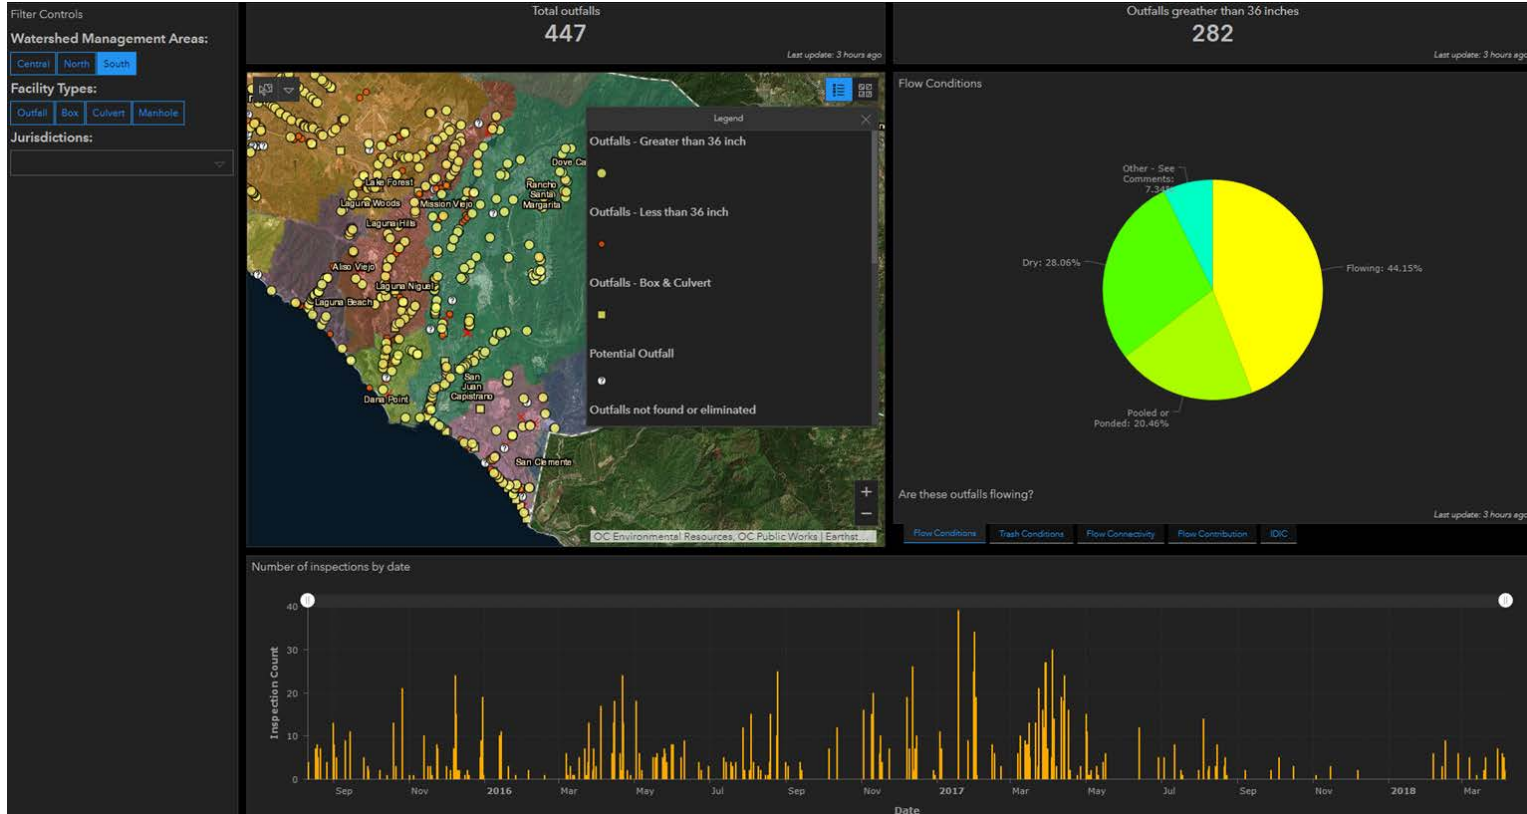 Filter Controls
Watershed Management Areas:
Central North South
Facility Types:
Outfall Box Culvert Manhole
Jurisdictions:
Total outfalls
447
Last update: 3 hours ago
Outfalls greather than 36 inches
282
Last update: 3 hours ago
Legend
Outfalls - Greater than 36 inch
Outfalls - Less than 36 inch
Outfalls - Box & Culvert
Potential Outfall
?
Outfalls not found or eliminated
Dove Ca
Lake Forest
Rancho
Santa
Margarita
Laguna Woods
Mission Viejo
Laguna Hills
Aliso Viejo
Laguna Niguel
Laguna Beach
San
Juan
Capistrano
Dana Point
San Clemente
+
−
OC Environmental Resources, OC Public Works | Earthst...
Flow Conditions
Other - See
Comments:
7.34%
Dry: 28.06%
Flowing: 44.15%
Pooled or
Ponded: 20.46%
Are these outfalls flowing?
Last update: 3 hours ago
Flow Conditions Trash Conditions Flow Connectivity Flow Contribution IDIC
Number of inspections by date
Inspection Count
40
30
20
10
0
Sep Nov 2016 Mar May Jul Sep Nov 2017 Mar May Jul Sep Nov 2018 Mar
Date